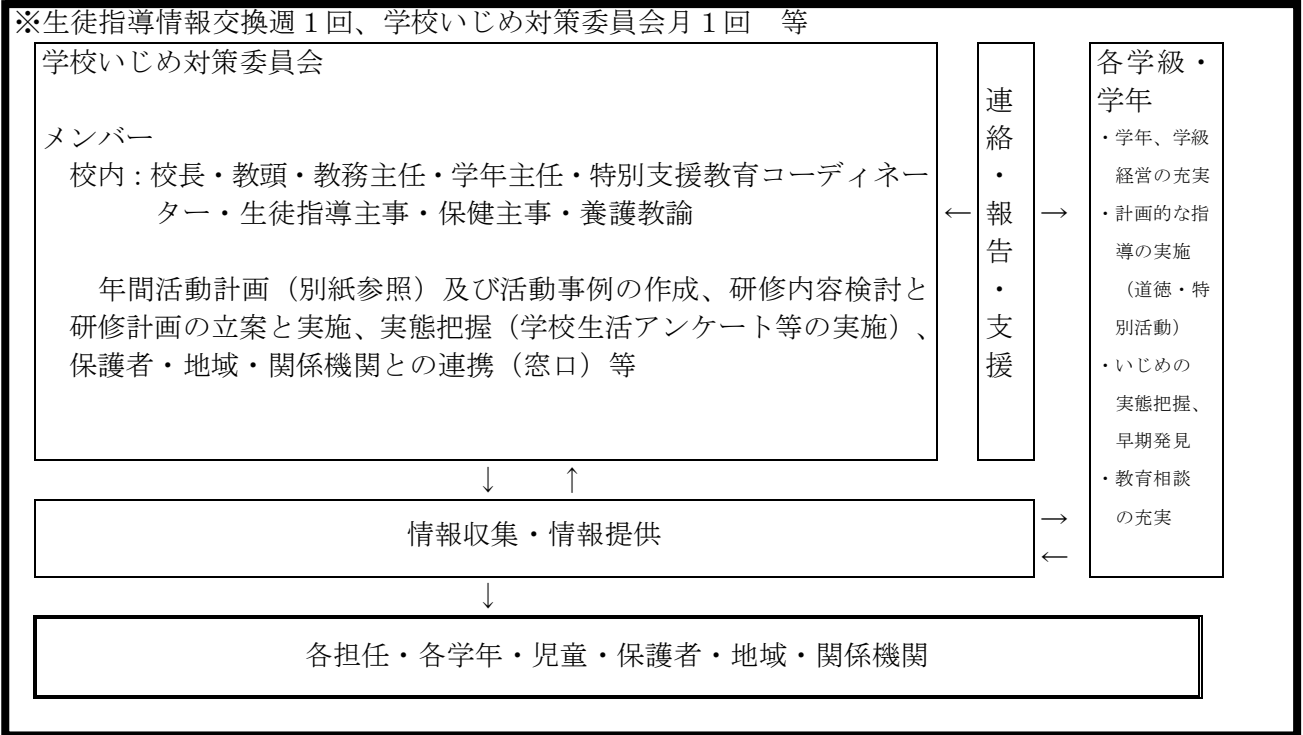 ※生徒指導情報交換週１回、学校いじめ対策委員会月１回　等
学校いじめ対策委員会
メンバー
校内：校長・教頭・教務主任・学年主任・特別支援教育コーディネー
ター・生徒指導主事・保健主事・養護教諭
年間活動計画（別紙参照）及び活動事例の作成、研修内容検討と
研修計画の立案と実施、実態把握（学校生活アンケート等の実施）、
保護者・地域・関係機関との連携（窓口）等
←
連絡・報告・支援
→
各学級・
学年
・学年、学級
経営の充実
・計画的な指
導の実施
（道徳・特
別活動）
・いじめの
実態把握、
早期発見
・教育相談
の充実
↓　↑
情報収集・情報提供
→
←
↓
各担任・各学年・児童・保護者・地域・関係機関